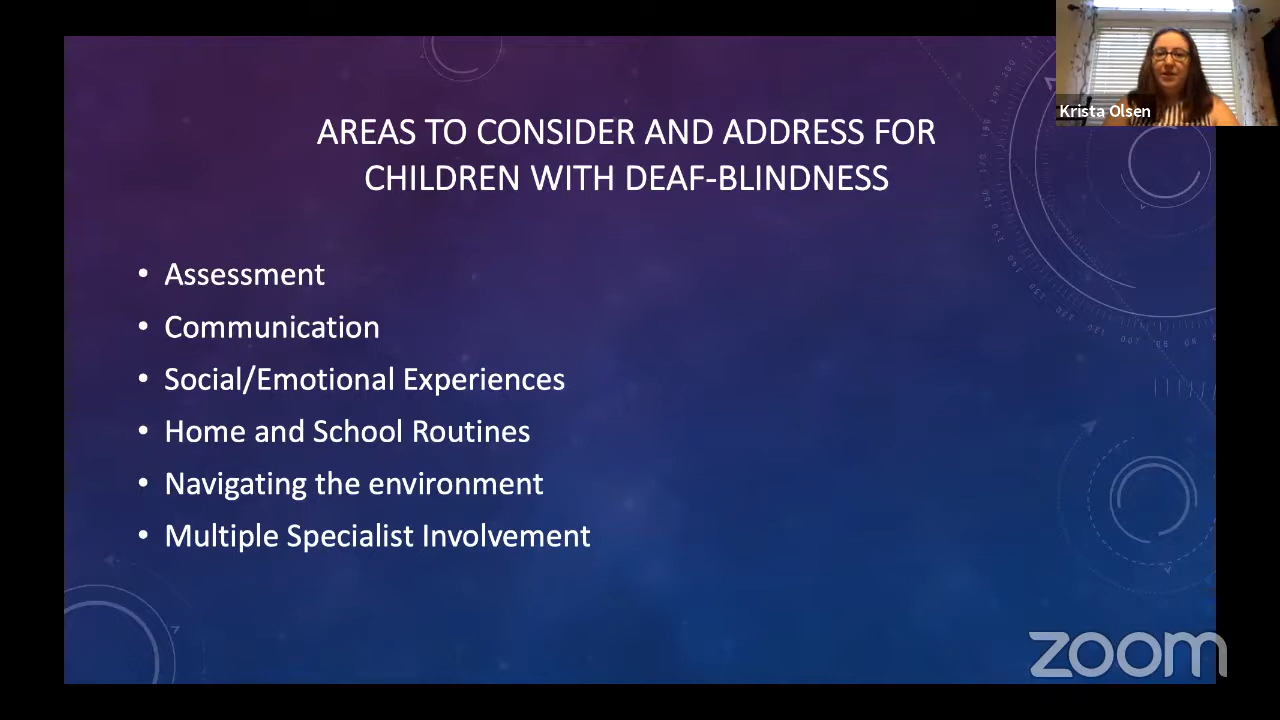 Krista Olsen
AREAS TO CONSIDER AND ADDRESS FOR
CHILDREN WITH DEAF-BLINDNESS
• Assessment
• Communication
• Social/Emotional Experiences
• Home and School Routines
• Navigating the environment
• Multiple Specialist Involvement
zoom